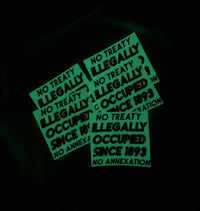 NO TREATY
ILLEGALLY
NO TREATY
ILLEGALLY
NO TREATY
ILLEGALLY
OCCUPIED
SINCE 1893
NO ANNEXATION
NO TREATY
ILLEGALLY
OCCUPIED
SINCE 1893
NO ANNEXATION